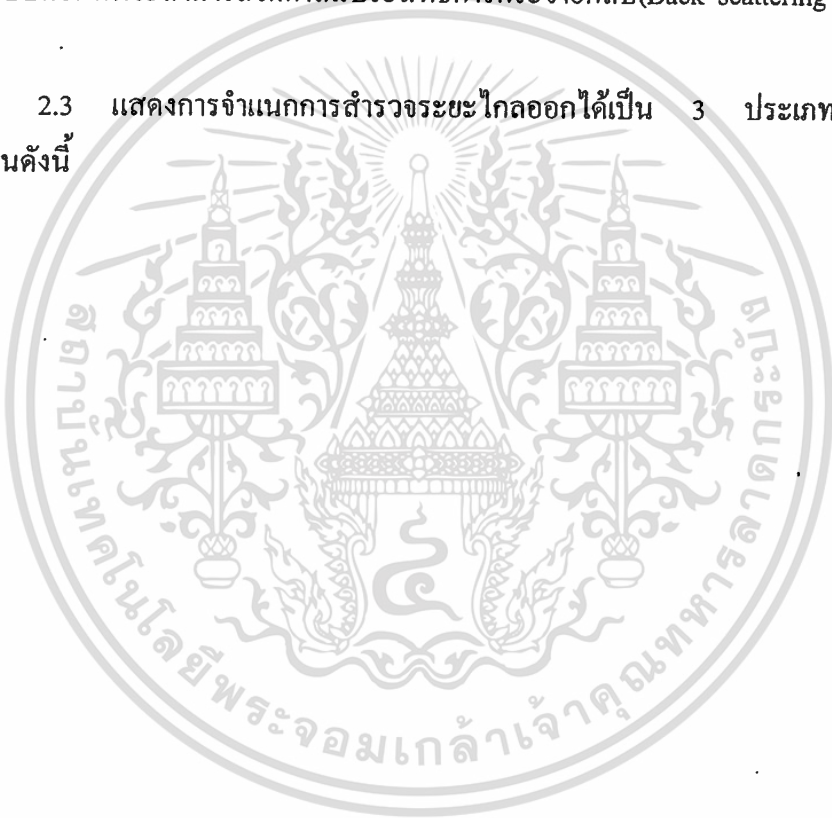 (Back scattering
2.3 แสดงการจำแนกการสำรวจระยะไกลออกได้เป็น 3 ประเภท
นดังนี้
สถาบันเทคโนโลยีพระจอมเกล้าเจ้าคุณทหารลาดกระบัง